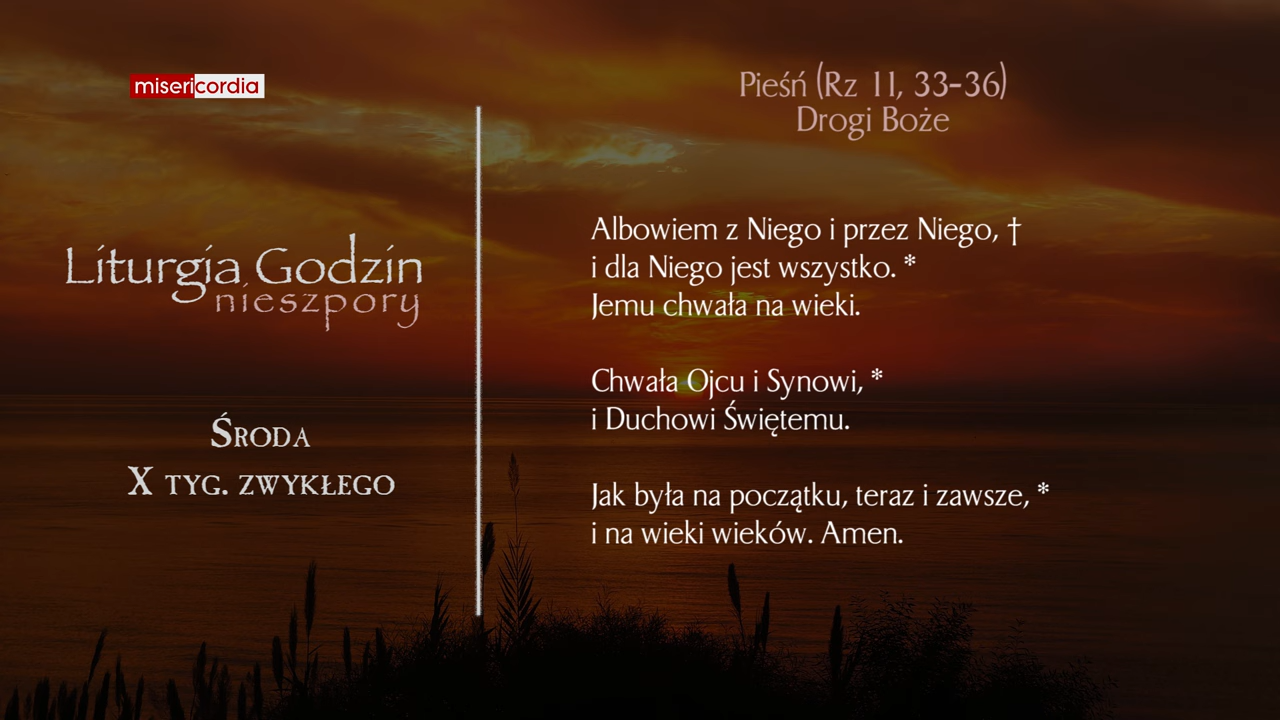 misericordia
Liturgia Godzin
nieszpory
Środa
X tyg. zwykłego
Pieśń (Rz 11, 33-36)
Drogi Boże
Albowiem z Niego i przez Niego, †
i dla Niego jest wszystko. *
Jemu chwała na wieki.
Chwała Ojcu i Synowi, *
i Duchowi Świętemu.
Jak była na początku, teraz i zawsze, *
i na wieki wieków. Amen.